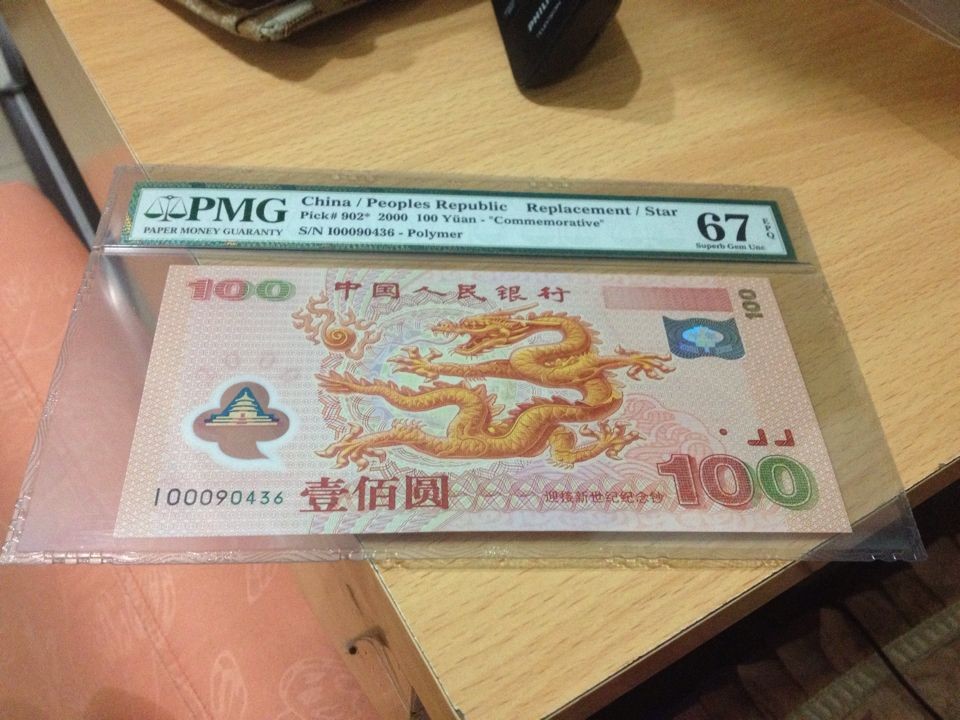 PHILIPS
PMG
PAPER MONEY GUARANTY
China / Peoples Republic Replacement / Star
Pick# 902* 2000 100 Yüan - "Commemorative"
S/N I00090436 - Polymer
67
EPQ
Superb Gem Unc
100 中国人民银行 100
I00090436 壹佰圆 迎接新世纪纪念钞 100